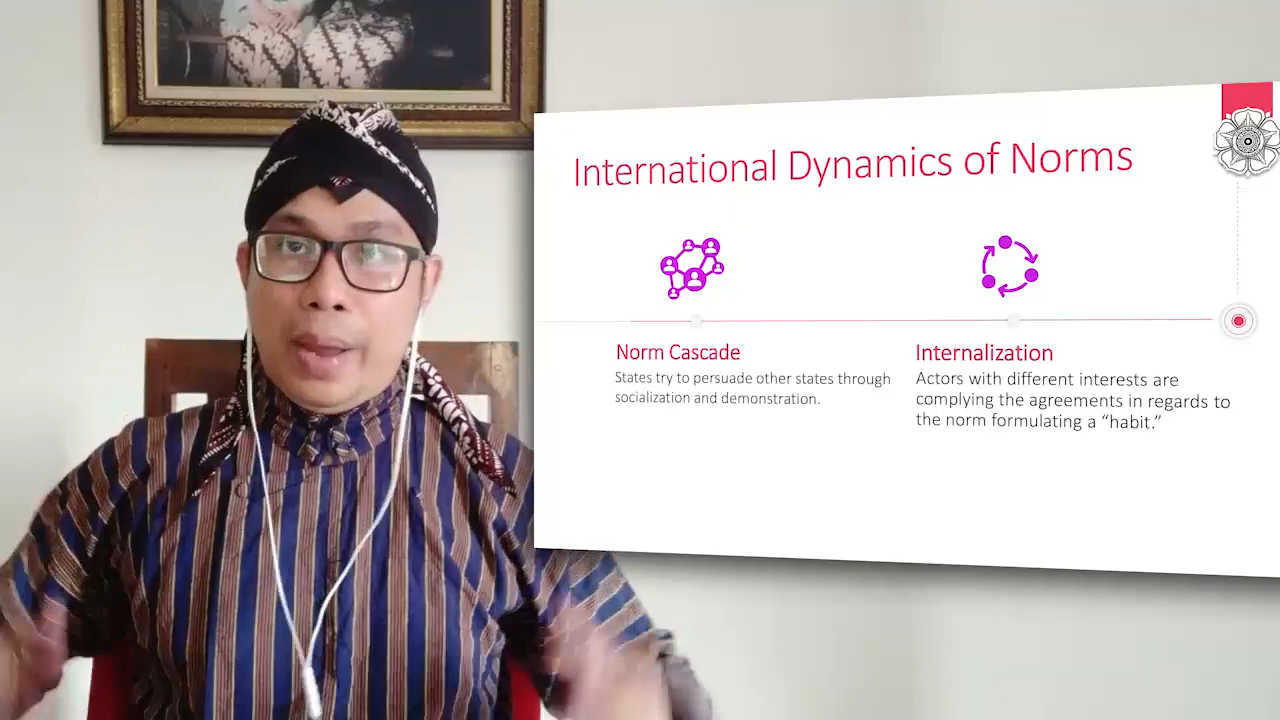 International Dynamics of Norms
Norm Cascade
States try to persuade other states through
socialization and demonstration.
Internalization
Actors with different interests are
complying the agreements in regards to
the norm formulating a “habit.”